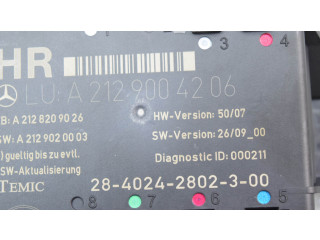 3 4
HR
LU: A 212 900 42 06
B: A 212 820 90 26
HW-Version: 50/07
SW: A 212 902 00 03
SW-Version: 26/09_00
) gueltig bis zu evtl.
Diagnostic ID: 000211
SW-Aktualisierung
TEMIC
28-4024-2802-3-00
8 7 6 5